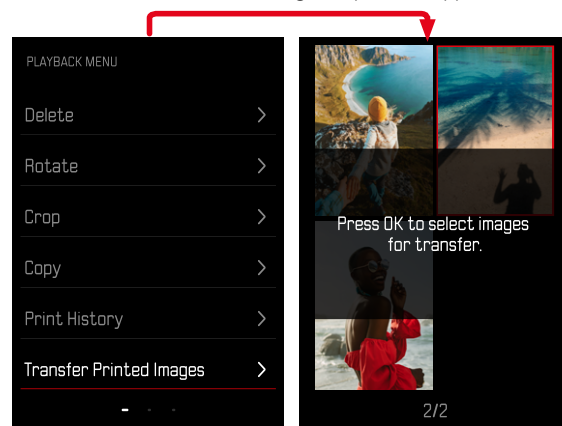 PLAYBACK MENU
Delete
Rotate
Crop
Copy
Print History
Transfer Printed Images
Press OK to select images
for transfer.
2/2